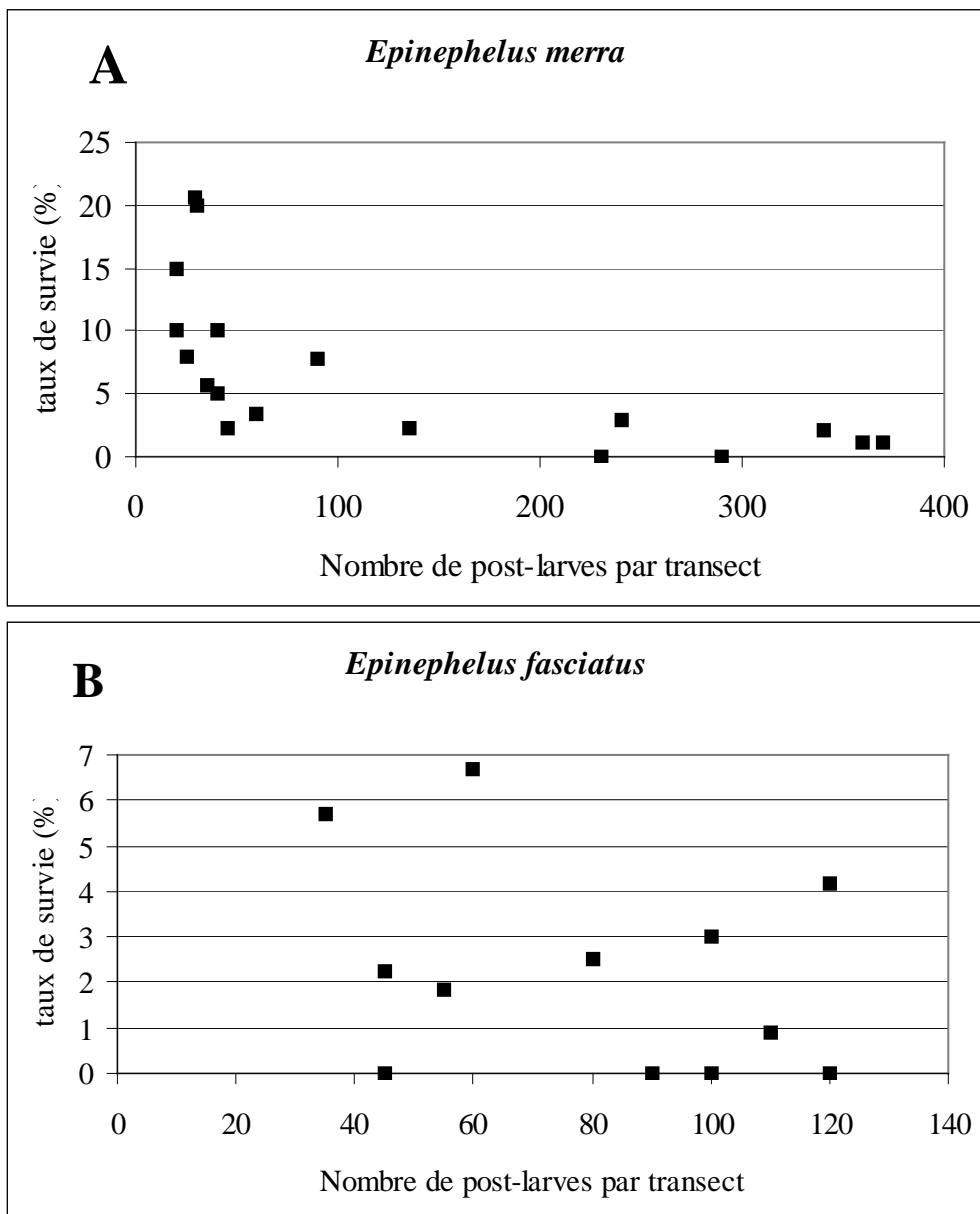 A
Epinephelus merra
25
20
15
10
5
0
taux de survie (%)
0 100 200 300 400
Nombre de post-larves par transect
B
Epinephelus fasciatus
7
6
5
4
3
2
1
0
taux de survie (%)
0 20 40 60 80 100 120 140
Nombre de post-larves par transect